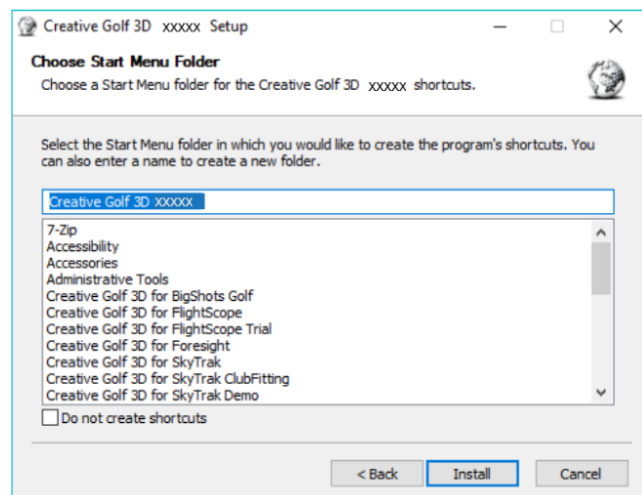 Creative Golf 3D xxxxx Setup
Choose Start Menu Folder
Choose a Start Menu folder for the Creative Golf 3D xxxxx shortcuts.
Select the Start Menu folder in which you would like to create the program's shortcuts. You
can also enter a name to create a new folder.
Creative Golf 3D xxxxx
7-Zip
Accessibility
Accessories
Administrative Tools
Creative Golf 3D for BigShots Golf
Creative Golf 3D for FlightScope
Creative Golf 3D for FlightScope Trial
Creative Golf 3D for Foresight
Creative Golf 3D for SkyTrak
Creative Golf 3D for SkyTrak ClubFitting
Creative Golf 3D for SkyTrak Demo
Do not create shortcuts
< Back Install Cancel